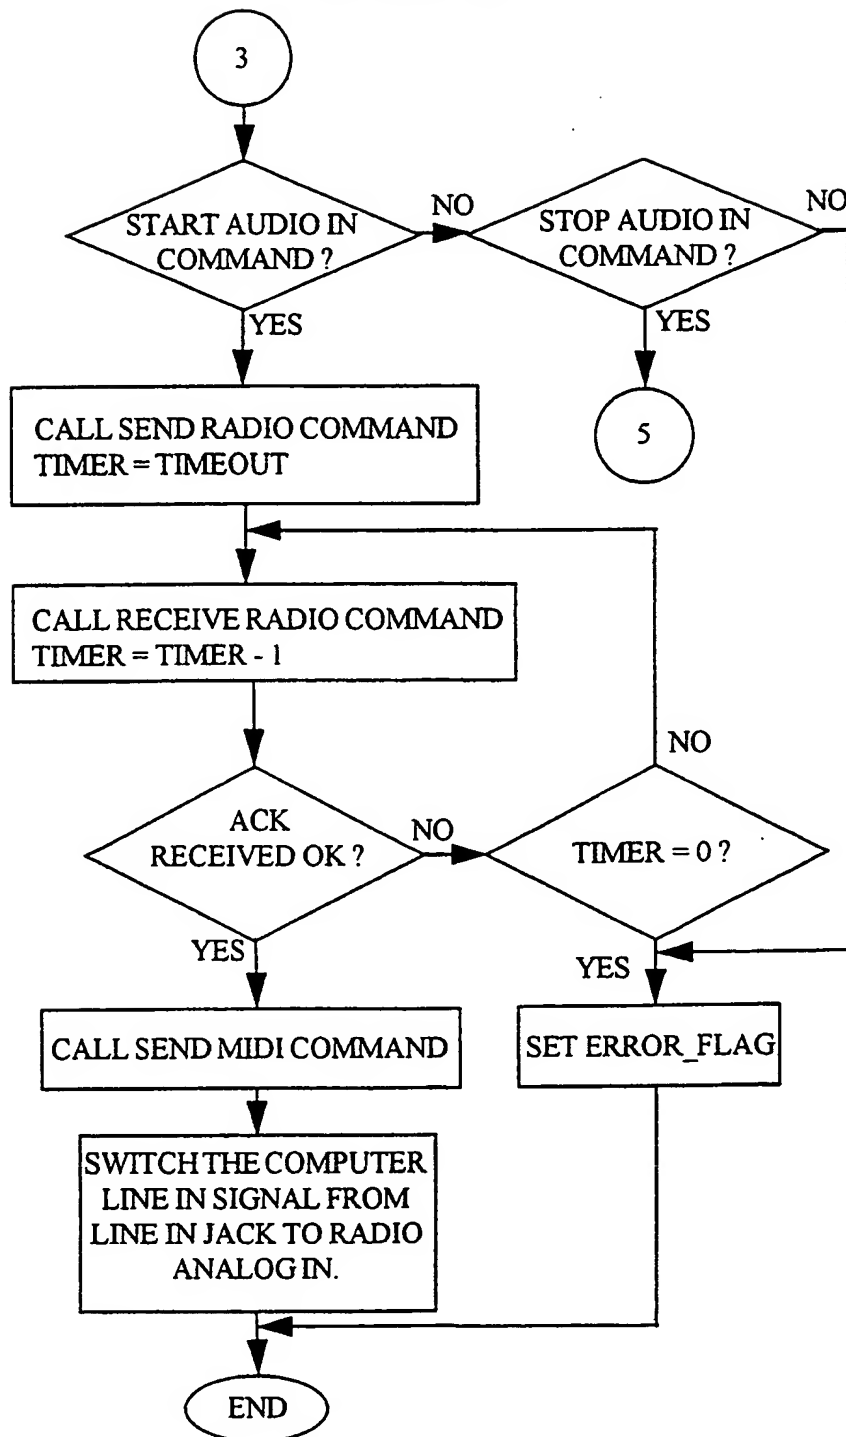 3
START AUDIO IN
COMMAND ?
NO
STOP AUDIO IN
COMMAND ?
NO
YES
YES
CALL SEND RADIO COMMAND
TIMER = TIMEOUT
5
CALL RECEIVE RADIO COMMAND
TIMER = TIMER - 1
NO
ACK
RECEIVED OK ?
NO
TIMER = 0 ?
YES
YES
CALL SEND MIDI COMMAND
SET ERROR_FLAG
SWITCH THE COMPUTER
LINE IN SIGNAL FROM
LINE IN JACK TO RADIO
ANALOG IN.
END